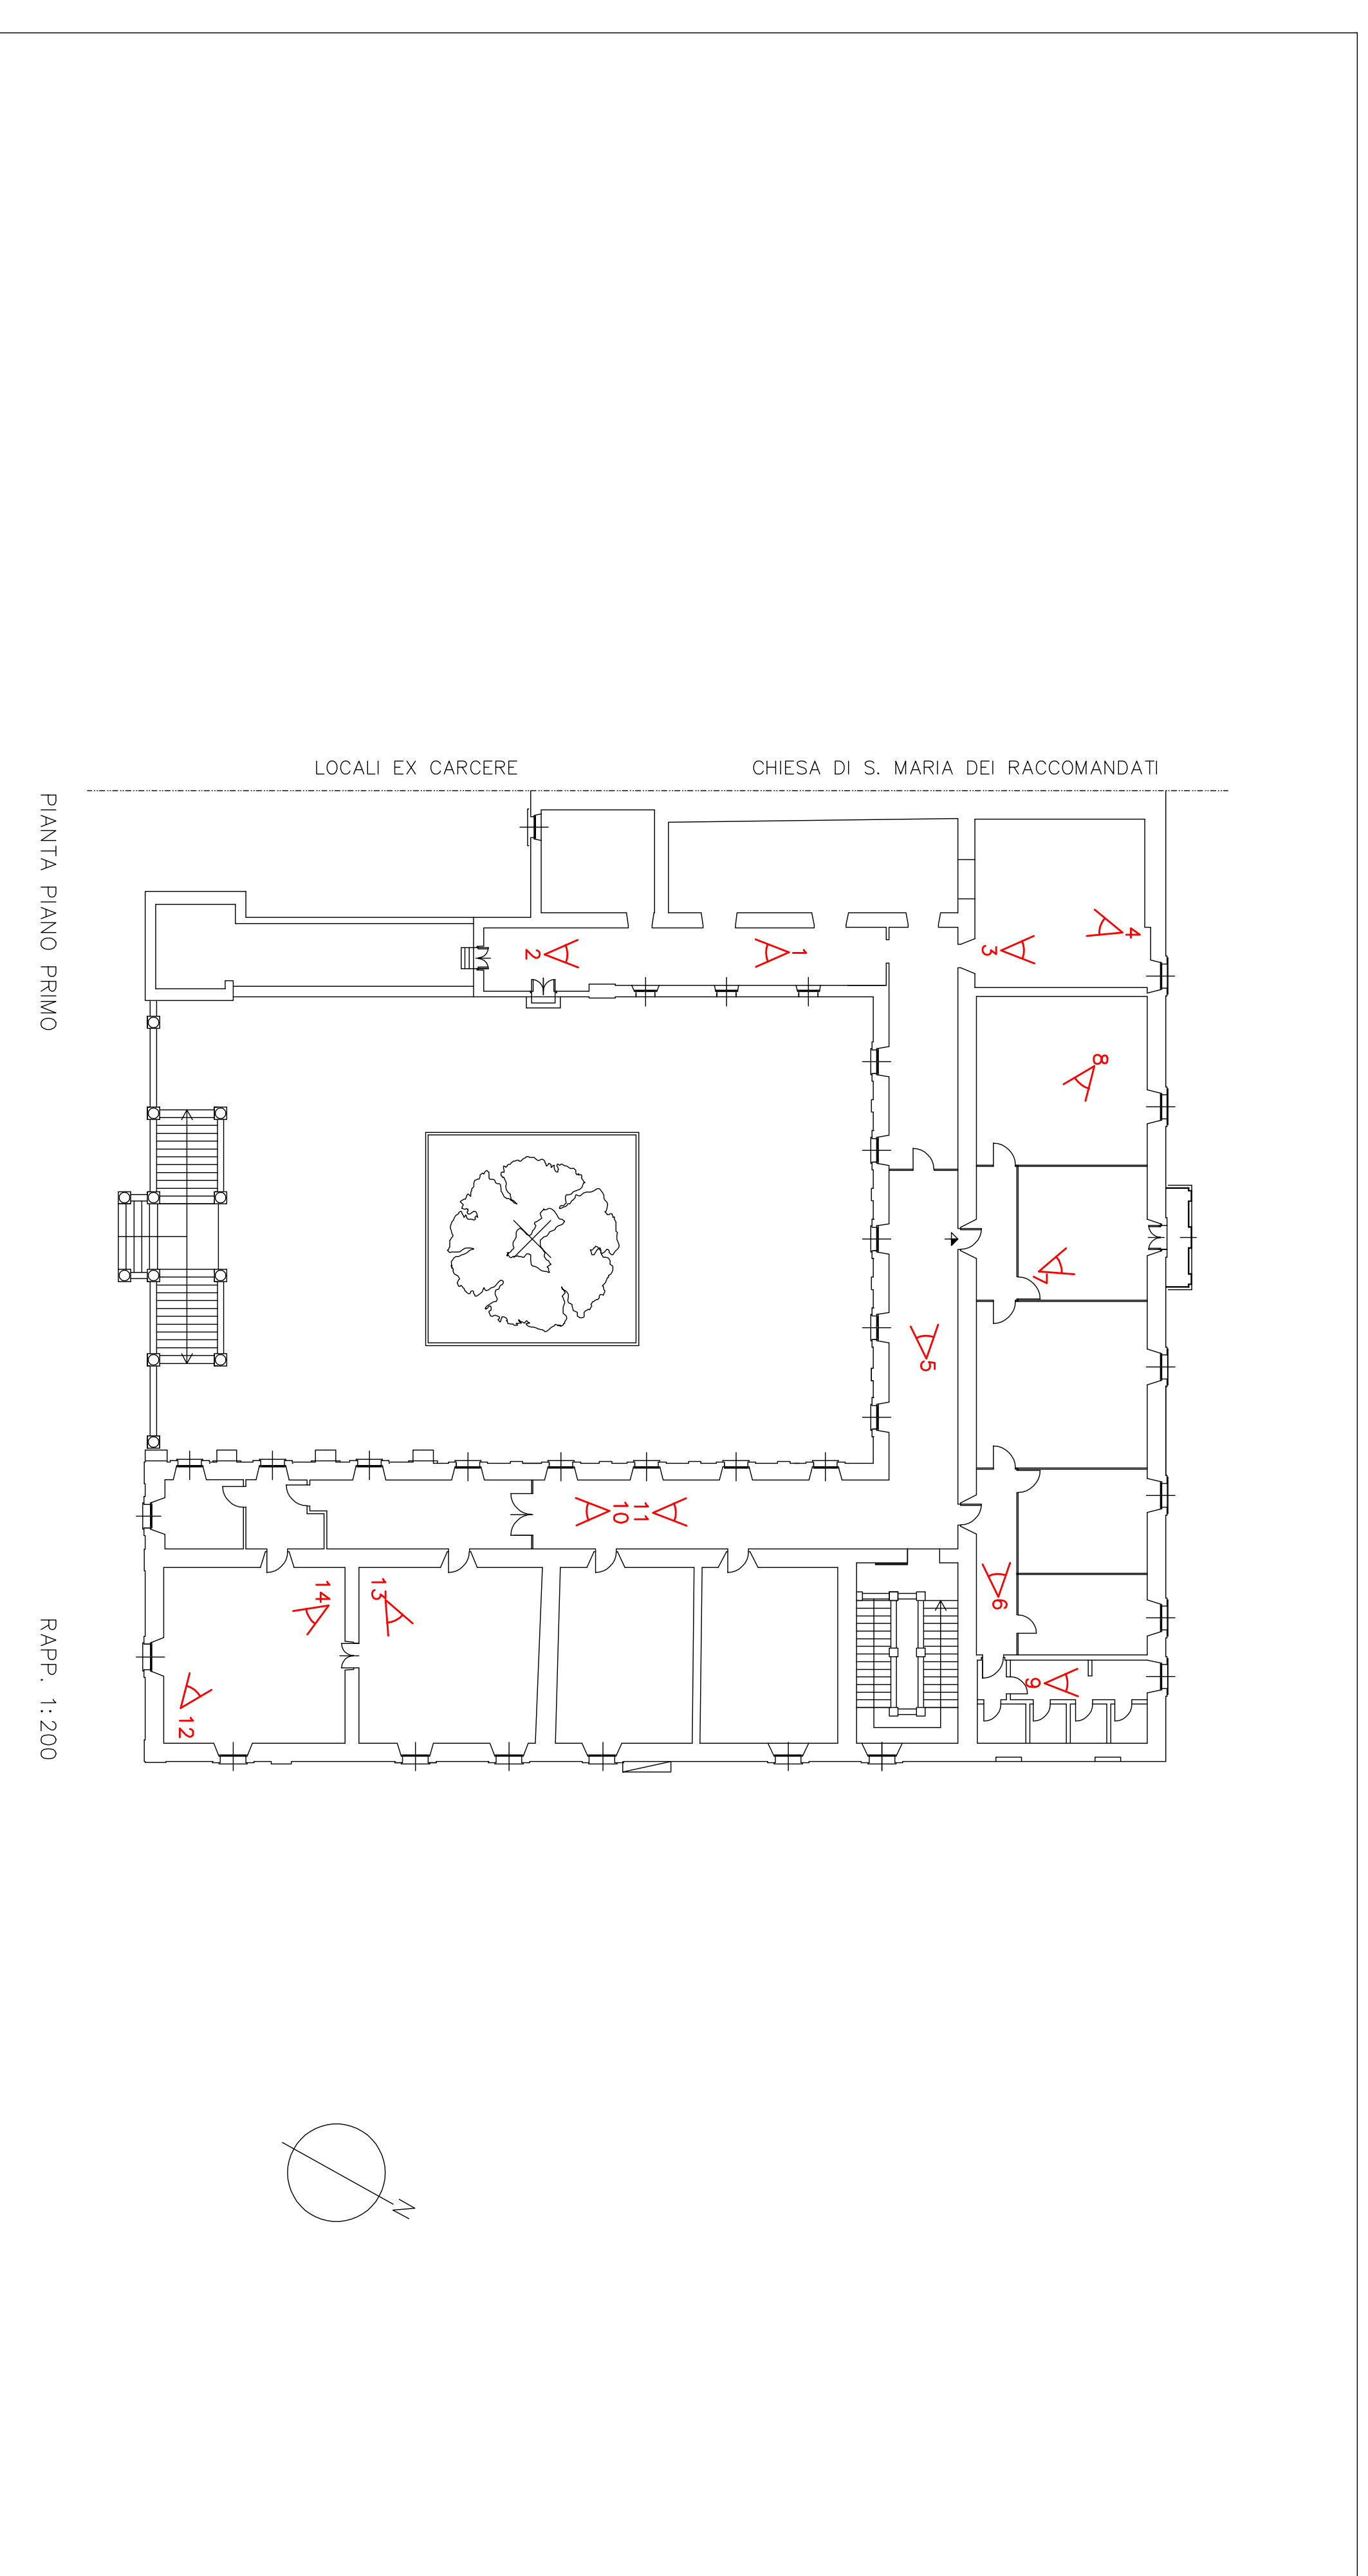 LOCALI EX CARCERE
CHIESA DI S. MARIA DEI RACCOMANDATI
PIANTA PIANO PRIMO
RAPP. 1:200
1
2
3
4
5
6
7
8
9
10
11
12
13
14
N